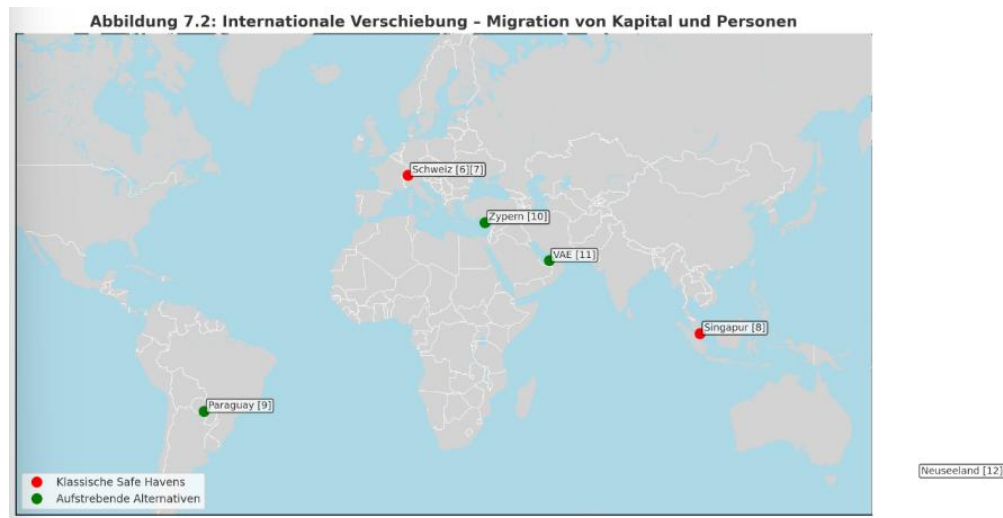 Abbildung 7.2: Internationale Verschiebung – Migration von Kapital und Personen
Schweiz [6][7]
Zypern [10]
VAE [11]
Singapur [8]
Paraguay [9]
Neuseeland [12]
Klassische Safe Havens
Aufstrebende Alternativen